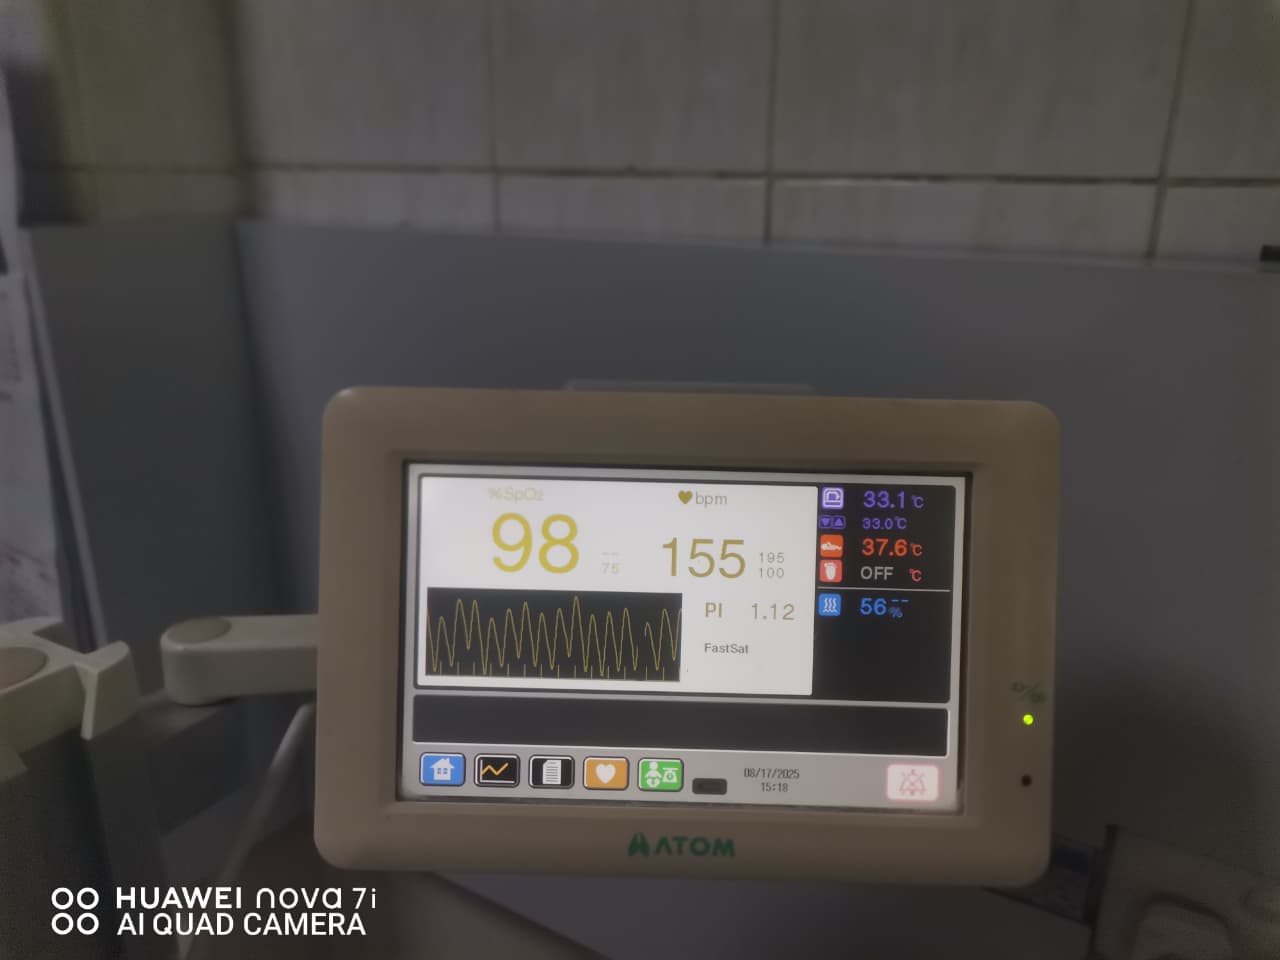 %SpO₂
98
--
75
♥bpm
155
195
100
PI 1.12
FastSat
33.1℃
33.0℃
37.6℃
OFF ℃
56%
--
08/17/2025
15:18
ATOM
HUAWEI nova 7i
AI QUAD CAMERA